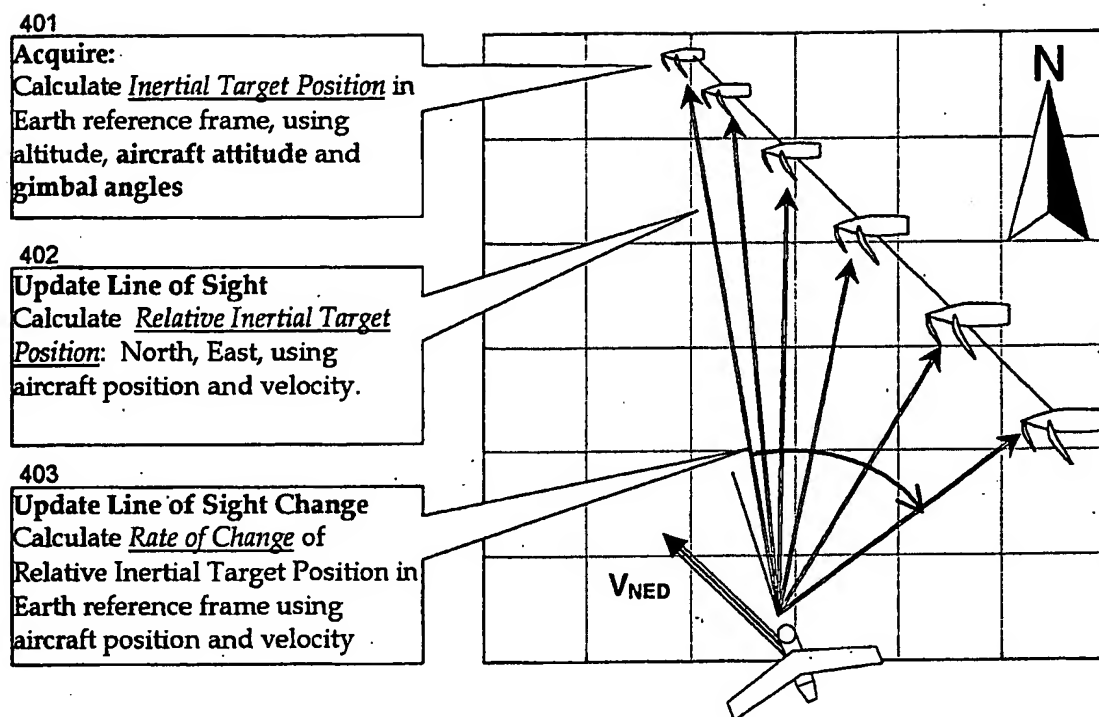 401
Acquire:
Calculate Inertial Target Position in
Earth reference frame, using
altitude, aircraft attitude and
gimbal angles
402
Update Line of Sight
Calculate Relative Inertial Target
Position: North, East, using
aircraft position and velocity.
403
Update Line of Sight Change
Calculate Rate of Change of
Relative Inertial Target Position in
Earth reference frame using
aircraft position and velocity
N
VNED